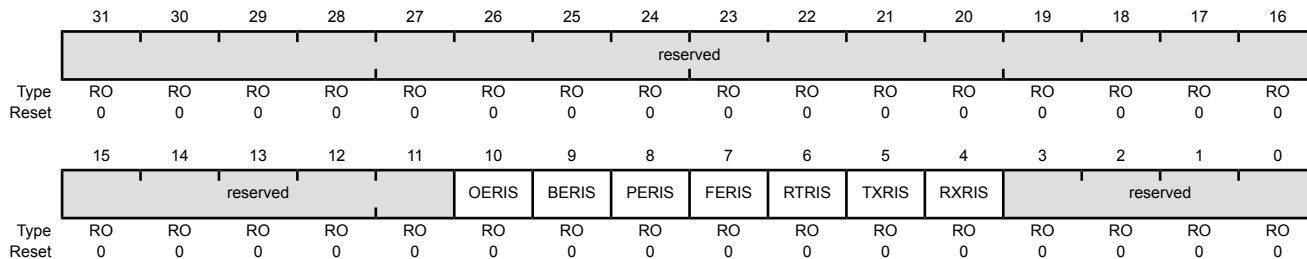 31 30 29 28 27 26 25 24 23 22 21 20 19 18 17 16
reserved
Type RO RO RO RO RO RO RO RO RO RO RO RO RO RO RO RO
Reset 0 0 0 0 0 0 0 0 0 0 0 0 0 0 0 0
15 14 13 12 11 10 9 8 7 6 5 4 3 2 1 0
reserved OERIS BERIS PERIS FERIS RTRIS TXRIS RXRIS reserved
Type RO RO RO RO RO RO RO RO RO RO RO RO RO RO RO RO
Reset 0 0 0 0 0 0 0 0 0 0 0 0 0 0 0 0